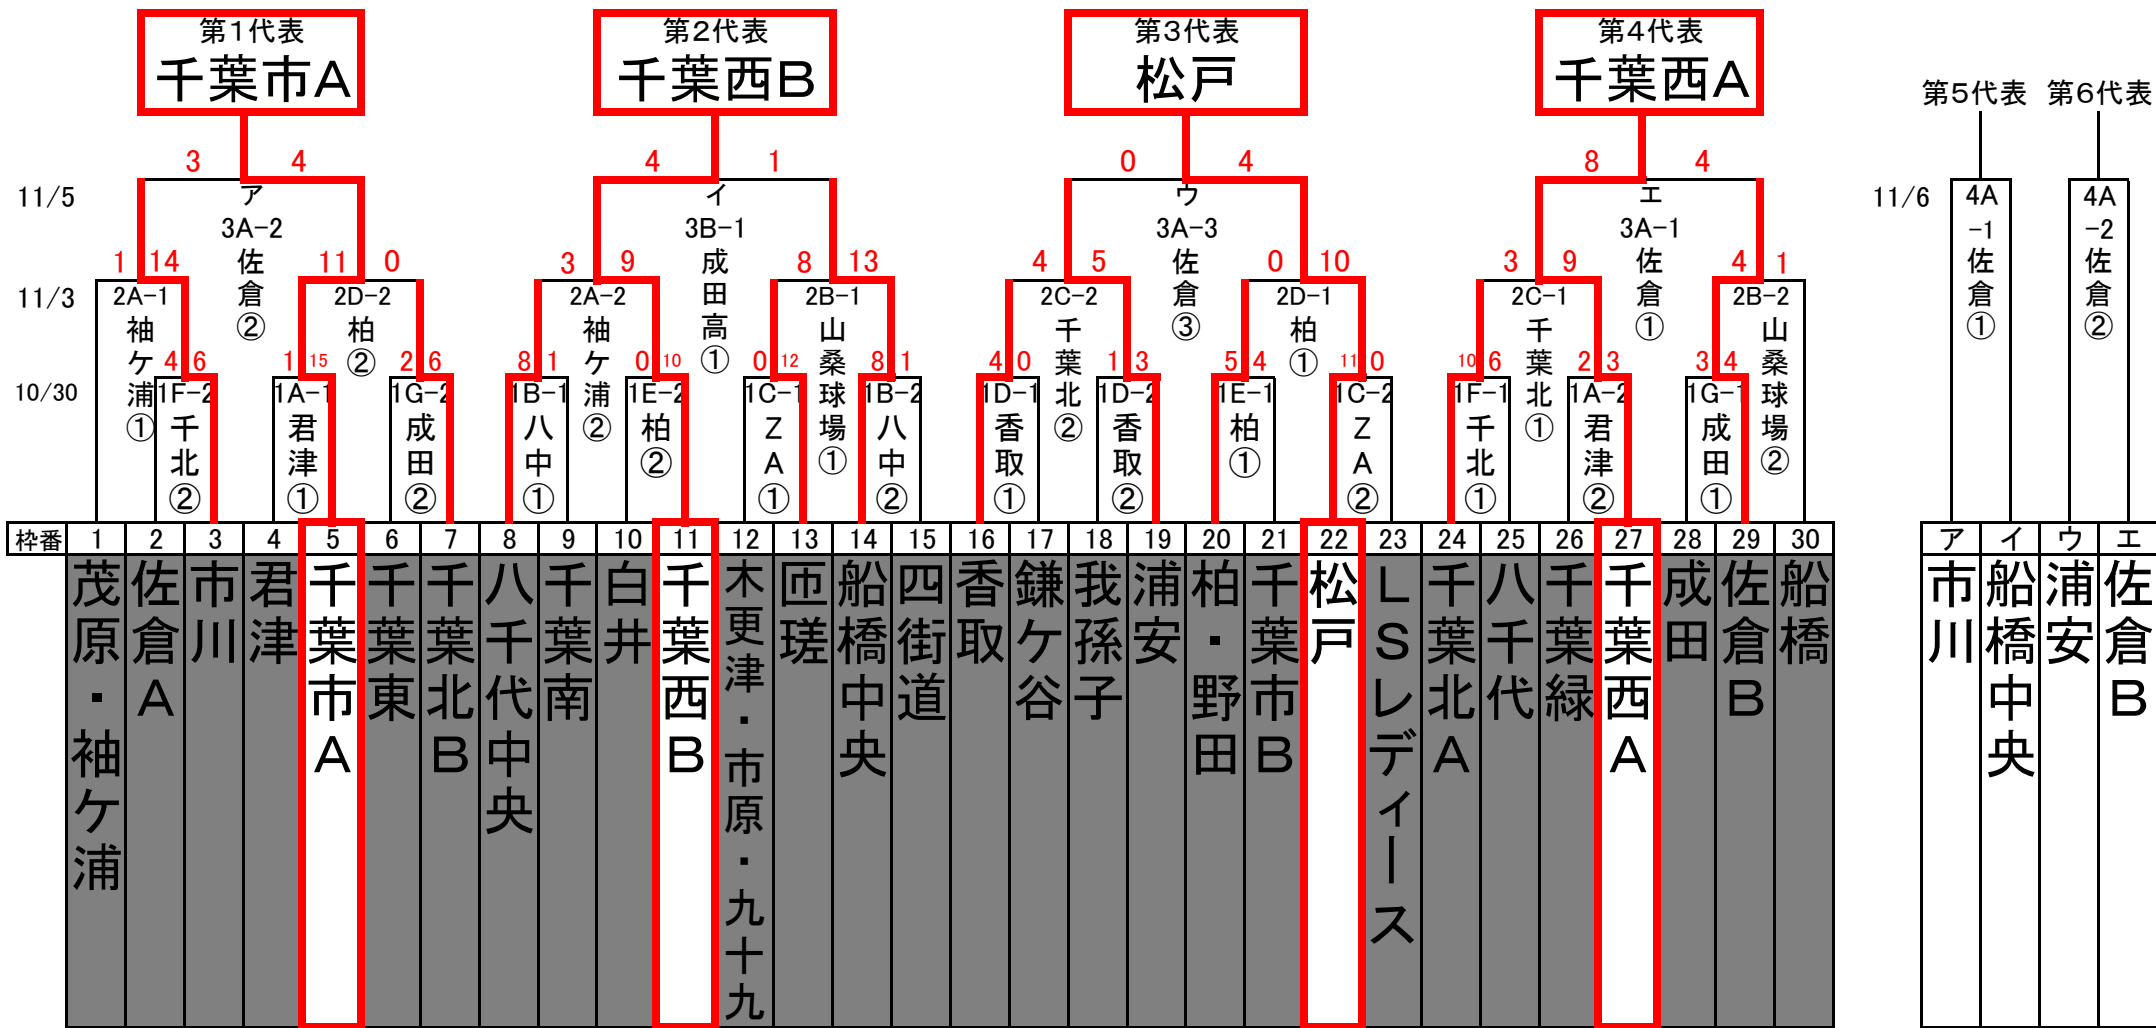 第1代表 第2代表 第3代表 第4代表
千葉市A 千葉西B 松戸 千葉西A
第5代表 第6代表
3 4 4 1 0 4 8 4
11/5 ア イ ウ エ 11/6 4A-1佐倉① 4A-2佐倉②
3A-2佐倉② 3B-1成田高① 3A-3佐倉③ 3A-1佐倉①
1 14 11 0 3 9 8 13 4 5 0 10 3 9 4 1
11/3 2A-1袖ケ浦① 2D-2柏② 2A-2袖ケ浦② 2B-1山桑球場① 2C-2千葉北② 2D-1柏① 2C-1千葉北① 2B-2山桑球場②
4 6 1 15 2 6 8 1 0 10 0 12 8 1 4 0 1 3 5 4 11 0 10 6 2 3 3 4
10/30 1F-2千北② 1A-1君津① 1G-2成田② 1B-1八中① 1E-2柏② 1C-1ZA① 1B-2八中② 1D-1香取① 1D-2香取② 1E-1柏① 1C-2ZA② 1F-1千北① 1A-2君津② 1G-1成田①
枠番 1 2 3 4 5 6 7 8 9 10 11 12 13 14 15 16 17 18 19 20 21 22 23 24 25 26 27 28 29 30 ア イ ウ エ
茂原・袖ケ浦
佐倉A
市川
君津
千葉市A
千葉東
千葉北B
八千代中央
千葉南
白井
千葉西B
木更津・市原・九十九
匝瑳
船橋中央
四街道
香取
鎌ケ谷
我孫子
浦安
柏・野田
千葉市B
松戸
LSレディース
千葉北A
八千代
千葉緑
千葉西A
成田
佐倉B
船橋
市川
船橋中央
浦安
佐倉B